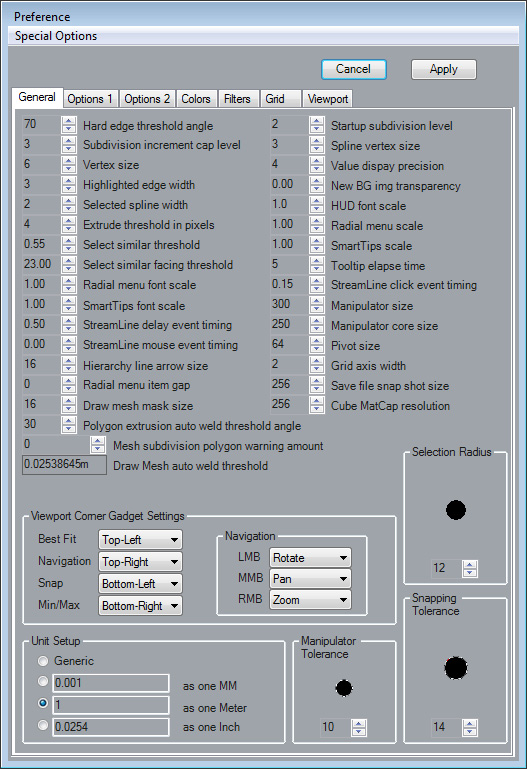 Preference
Special Options
Cancel Apply
General Options 1 Options 2 Colors Filters Grid Viewport
70 Hard edge threshold angle
3 Subdivision increment cap level
6 Vertex size
3 Highlighted edge width
2 Selected spline width
4 Extrude threshold in pixels
0.55 Select similar threshold
23.00 Select similar facing threshold
1.00 Radial menu font scale
1.00 SmartTips font scale
0.50 StreamLine delay event timing
0.00 StreamLine mouse event timing
16 Hierarchy line arrow size
0 Radial menu item gap
16 Draw mesh mask size
30 Polygon extrusion auto weld threshold angle
0 Mesh subdivision polygon warning amount
0.02538645m Draw Mesh auto weld threshold
2 Startup subdivision level
3 Spline vertex size
4 Value dispay precision
0.00 New BG img transparency
1.0 HUD font scale
1.00 Radial menu scale
1.00 SmartTips scale
5 Tooltip elapse time
0.15 StreamLine click event timing
300 Manipulator size
250 Manipulator core size
64 Pivot size
2 Grid axis width
256 Save file snap shot size
256 Cube MatCap resolution
Selection Radius
12
Viewport Corner Gadget Settings
Best Fit Top-Left
Navigation Top-Right
Snap Bottom-Left
Min/Max Bottom-Right
Navigation
LMB Rotate
MMB Pan
RMB Zoom
Snapping
Tolerance
14
Unit Setup
Generic
0.001 as one MM
1 as one Meter
0.0254 as one Inch
Manipulator
Tolerance
10